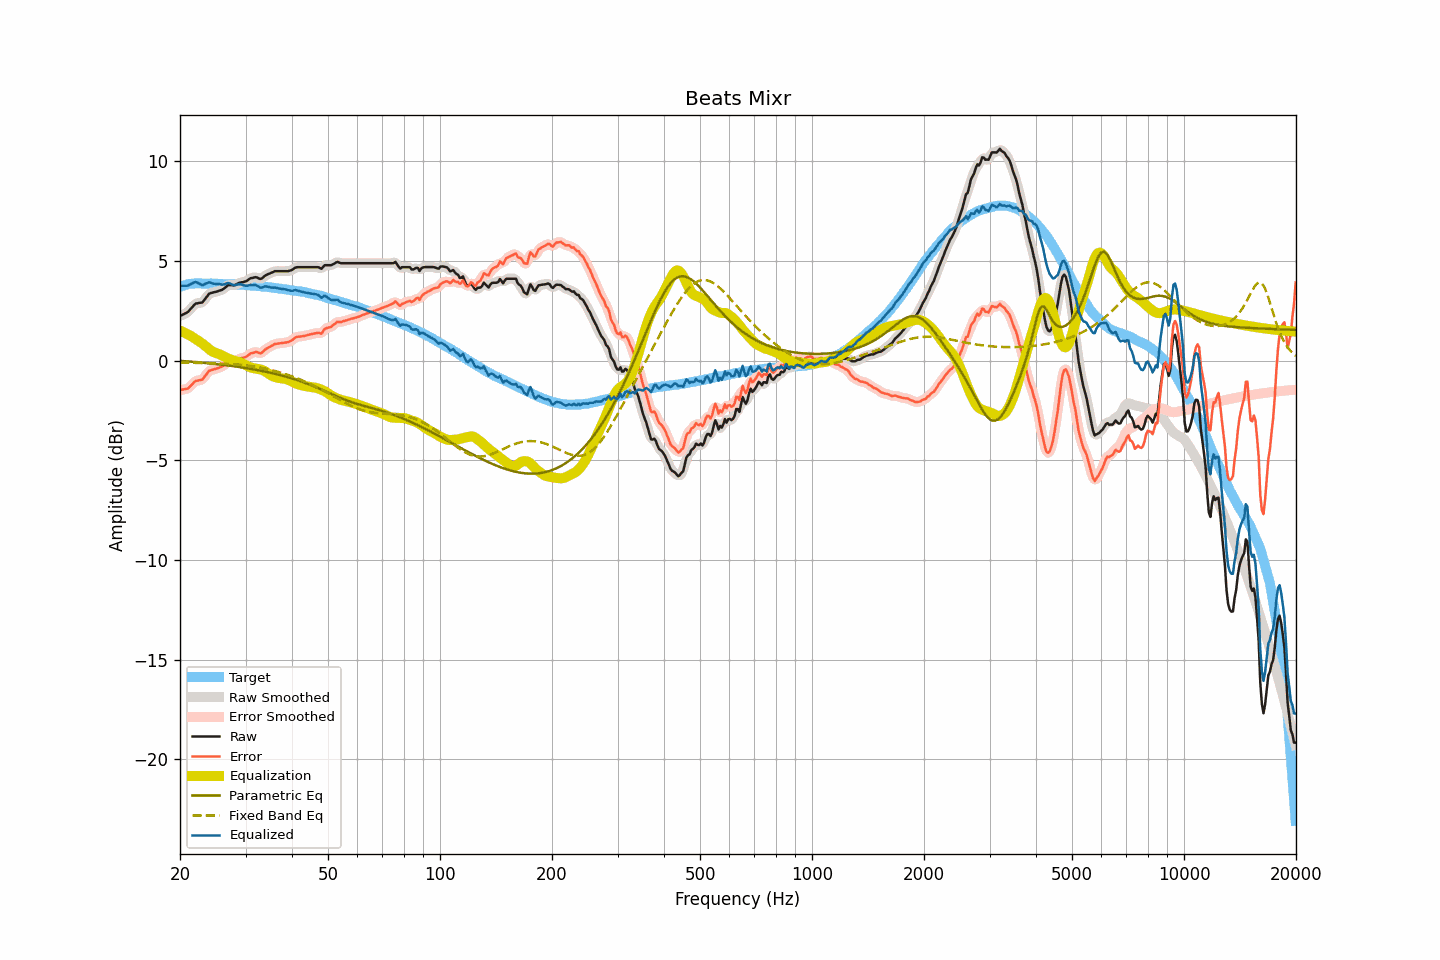 Beats Mixr
10
5
0
−5
−10
−15
−20
Amplitude (dBr)
Target
Raw Smoothed
Error Smoothed
Raw
Error
Equalization
Parametric Eq
Fixed Band Eq
Equalized
20 50 100 200 500 1000 2000 5000 10000 20000
Frequency (Hz)